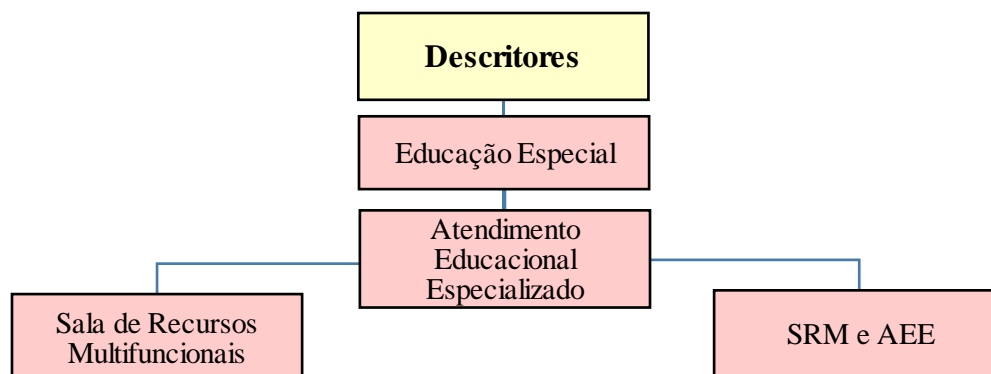 Descritores
Educação Especial
Atendimento
Educacional
Especializado
Sala de Recursos
Multifuncionais
SRM e AEE